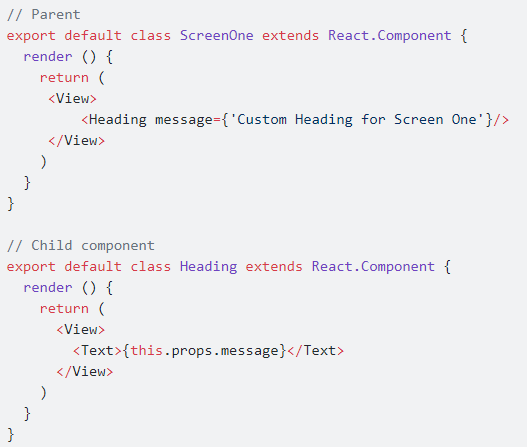 // Parent
export default class ScreenOne extends React.Component {
  render () {
    return (
     <View>
         <Heading message={'Custom Heading for Screen One'}/>
     </View>
    )
  }
}

// Child component
export default class Heading extends React.Component {
  render () {
    return (
      <View>
        <Text>{this.props.message}</Text>
      </View>
    )
  }
}